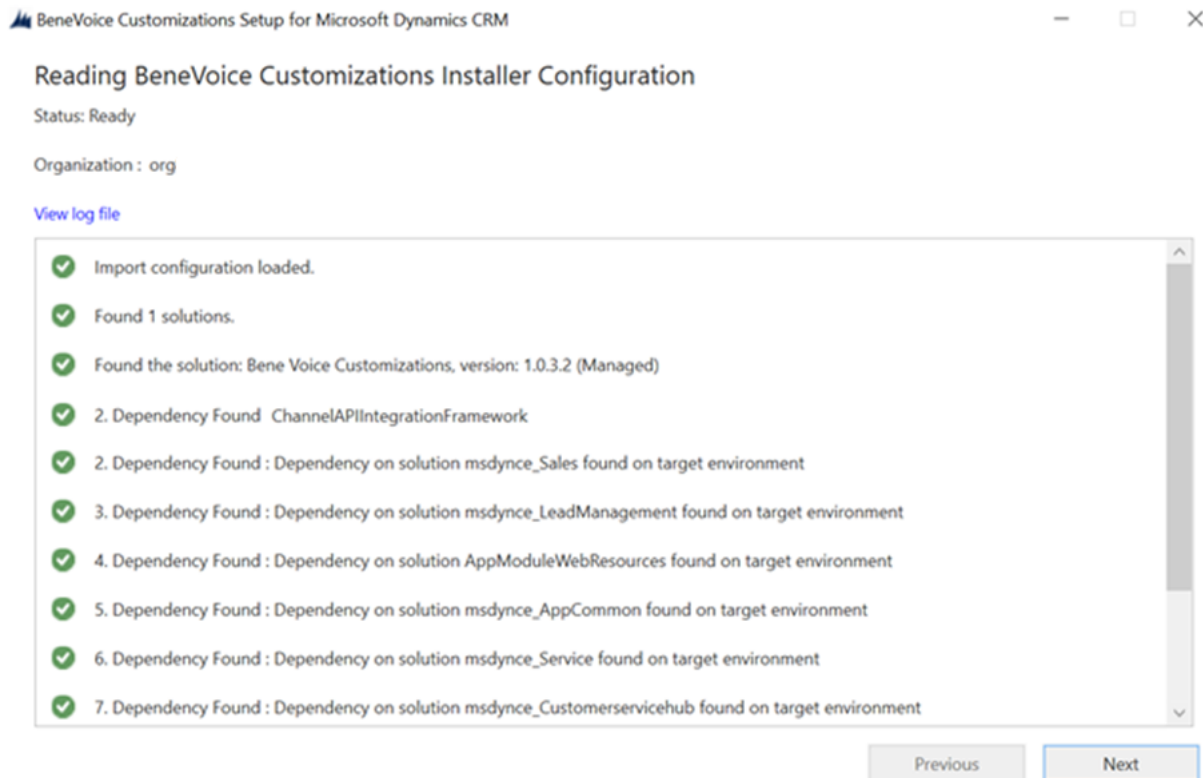 BeneVoice Customizations Setup for Microsoft Dynamics CRM
Reading BeneVoice Customizations Installer Configuration
Status: Ready
Organization : org
View log file
Import configuration loaded.
Found 1 solutions.
Found the solution: Bene Voice Customizations, version: 1.0.3.2 (Managed)
2. Dependency Found ChannelAPIIntegrationFramework
2. Dependency Found : Dependency on solution msdynce_Sales found on target environment
3. Dependency Found : Dependency on solution msdynce_LeadManagement found on target environment
4. Dependency Found : Dependency on solution AppModuleWebResources found on target environment
5. Dependency Found : Dependency on solution msdynce_AppCommon found on target environment
6. Dependency Found : Dependency on solution msdynce_Service found on target environment
7. Dependency Found : Dependency on solution msdynce_Customerservicehub found on target environment
Previous Next